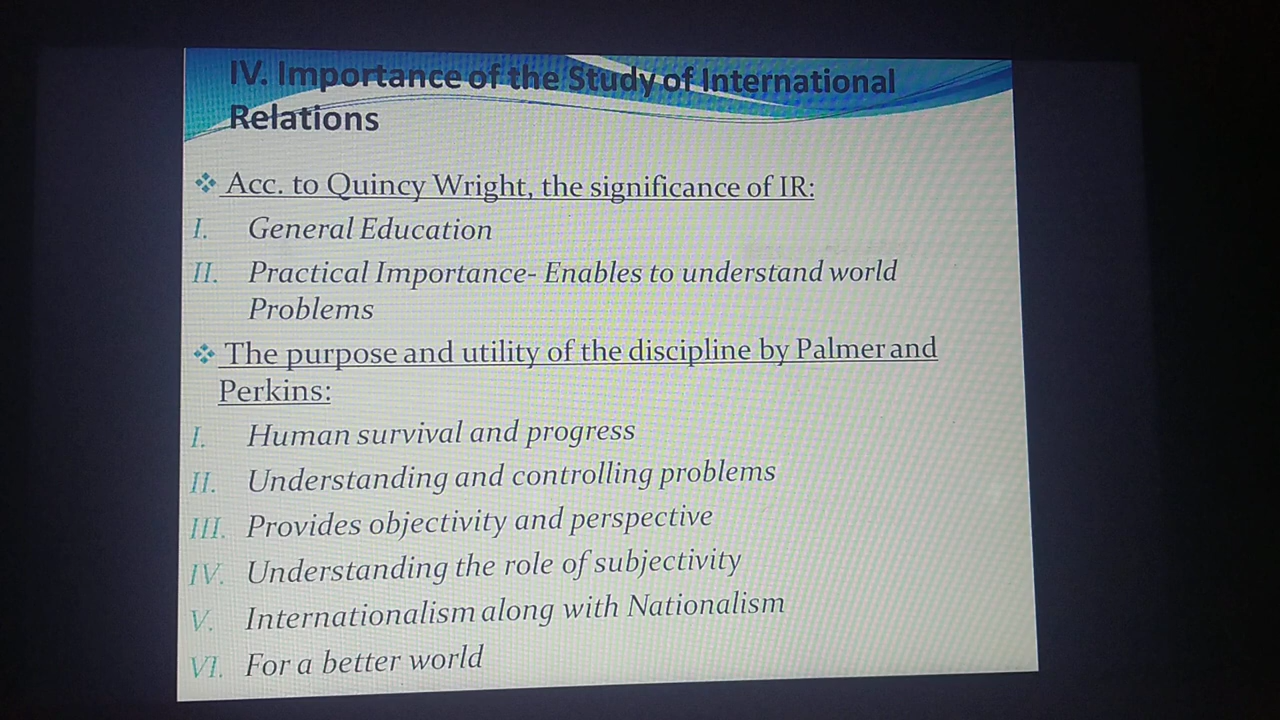 IV. Importance of the Study of International
Relations
❖ Acc. to Quincy Wright, the significance of IR:
I. General Education
II. Practical Importance- Enables to understand world
Problems
❖ The purpose and utility of the discipline by Palmer and
Perkins:
I. Human survival and progress
II. Understanding and controlling problems
III. Provides objectivity and perspective
IV. Understanding the role of subjectivity
V. Internationalism along with Nationalism
VI. For a better world